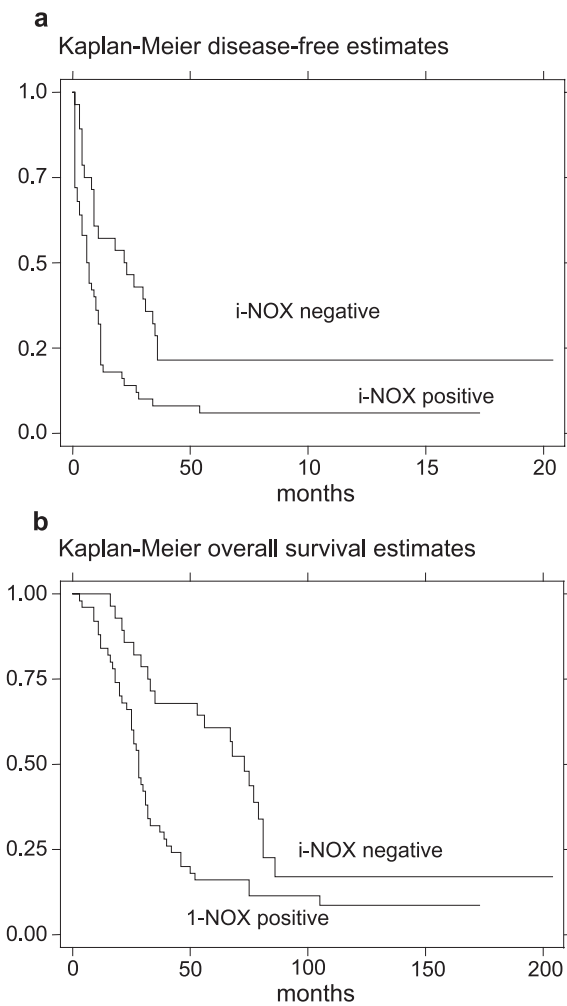 a
Kaplan-Meier disease-free estimates
1.0
0.7
0.5
0.2
0.0
i-NOX negative
i-NOX positive
0 50 10 15 20
months
b
Kaplan-Meier overall survival estimates
1.00
0.75
0.50
0.25
0.00
i-NOX negative
1-NOX positive
0 50 100 150 200
months